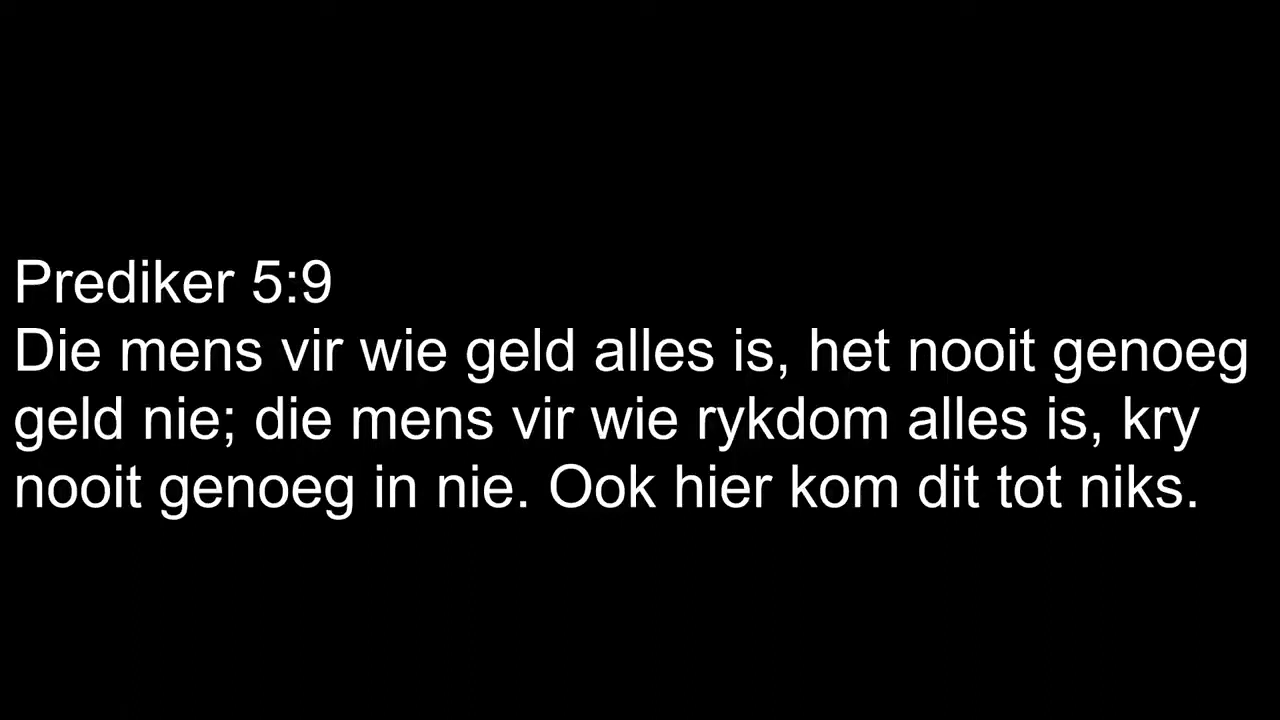 Prediker 5:9
Die mens vir wie geld alles is, het nooit genoeg
geld nie; die mens vir wie rykdom alles is, kry
nooit genoeg in nie. Ook hier kom dit tot niks.